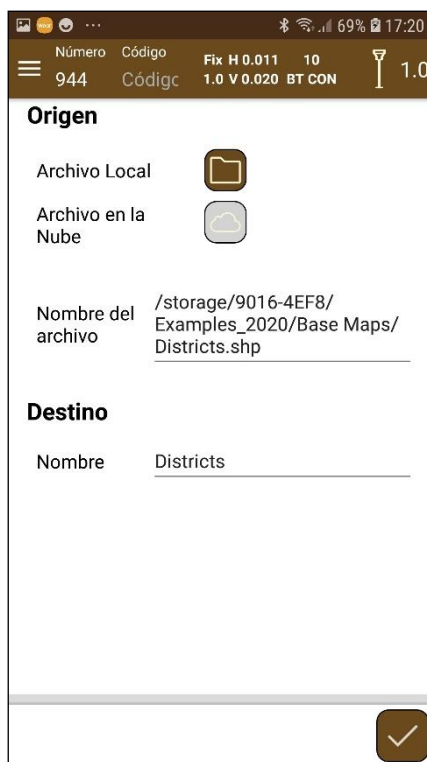 69% 17:20
Número Código Fix H 0.011 10
944 Código 1.0 V 0.020 BT CON 1.0
Origen
Archivo Local
Archivo en la
Nube
Nombre del
archivo
/storage/9016-4EF8/
Examples_2020/Base Maps/
Districts.shp
Destino
Nombre Districts